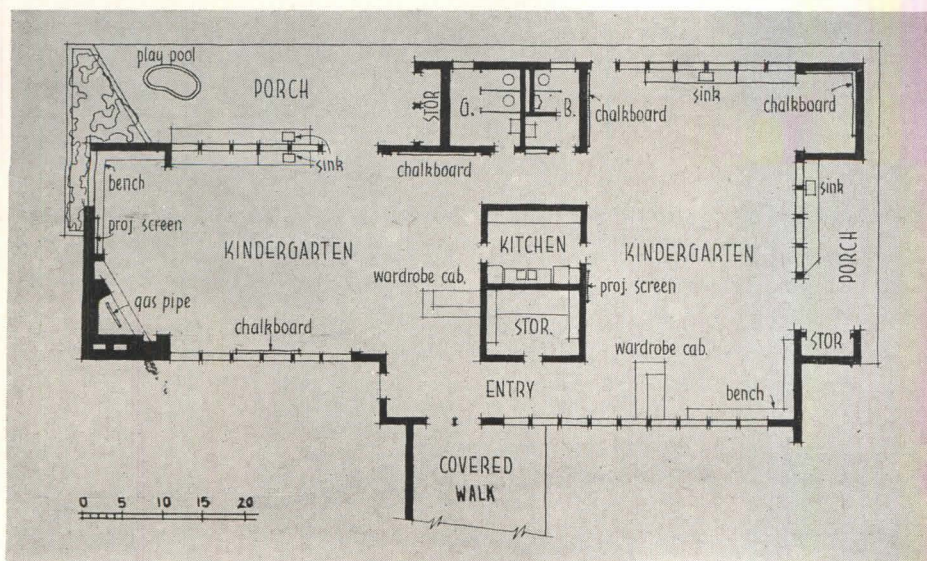 play pool
PORCH
STOR
G.
B.
chalkboard
sink
chalkboard
sink
chalkboard
bench
sink
proj. screen
KINDERGARTEN
KITCHEN
KINDERGARTEN
PORCH
wardrobe cab.
proj. screen
gas pipe
STOR.
chalkboard
wardrobe cab.
STOR
ENTRY
bench
COVERED
WALK
0 5 10 15 20